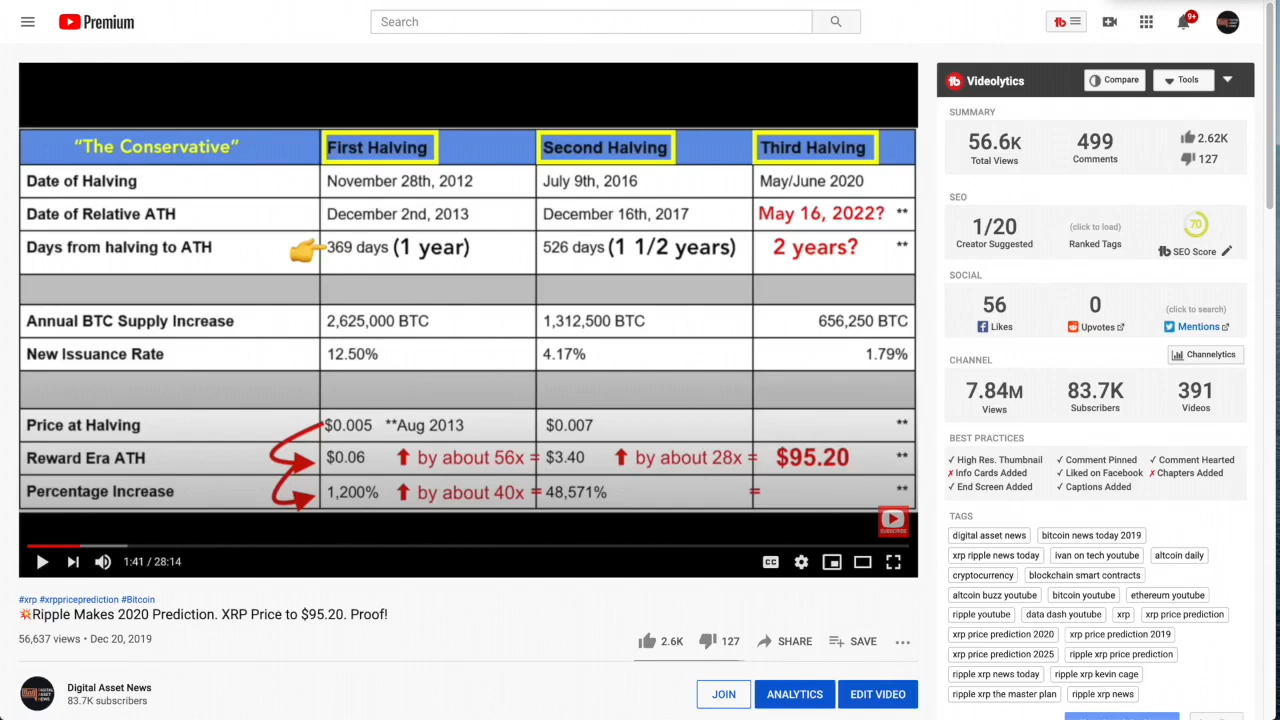 Premium
Search
tb
9+
"The Conservative" First Halving Second Halving Third Halving
Date of Halving November 28th, 2012 July 9th, 2016 May/June 2020
Date of Relative ATH December 2nd, 2013 December 16th, 2017 May 16, 2022? **
Days from halving to ATH 369 days (1 year) 526 days (1 1/2 years) 2 years? **
Annual BTC Supply Increase 2,625,000 BTC 1,312,500 BTC 656,250 BTC
New Issuance Rate 12.50% 4.17% 1.79%
Price at Halving $0.005 **Aug 2013 $0.007 **
Reward Era ATH $0.06 by about 56x = $3.40 by about 28x = $95.20 **
Percentage Increase 1,200% by about 40x = 48,571% = **
SUBSCRIBE
1:41 / 28:14
CC
#xrp #xrppriceprediction #Bitcoin
💥Ripple Makes 2020 Prediction. XRP Price to $95.20. Proof!
56,637 views • Dec 20, 2019
2.6K 127 SHARE SAVE ...
Digital Asset News
83.7K subscribers
JOIN ANALYTICS EDIT VIDEO
tb Videolytics Compare Tools
SUMMARY
56.6K 499 2.62K
Total Views Comments 127
SEO
1/20 (click to load) 70
Creator Suggested Ranked Tags tb SEO Score
SOCIAL
56 0 (click to search)
Likes Upvotes Mentions
CHANNEL Channelytics
7.84M 83.7K 391
Views Subscribers Videos
BEST PRACTICES
✓ High Res. Thumbnail ✓ Comment Pinned ✓ Comment Hearted
✗ Info Cards Added ✓ Liked on Facebook ✗ Chapters Added
✓ End Screen Added ✓ Captions Added
TAGS
digital asset news bitcoin news today 2019
xrp ripple news today ivan on tech youtube altcoin daily
cryptocurrency blockchain smart contracts
altcoin buzz youtube bitcoin youtube ethereum youtube
ripple youtube data dash youtube xrp xrp price prediction
xrp price prediction 2020 xrp price prediction 2019
xrp price prediction 2025 ripple xrp price prediction
ripple xrp news today ripple xrp kevin cage
ripple xrp the master plan ripple xrp news